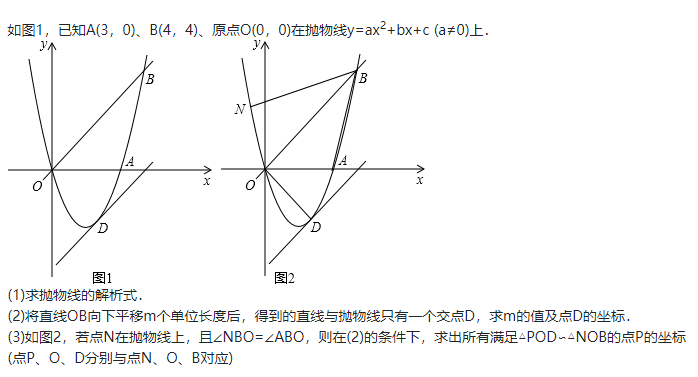 如图1，已知A(3，0)、B(4，4)、原点O(0，0)在抛物线y=ax²+bx+c (a≠0)上．
y
B
A
O
x
D
图1
y
B
N
A
O
x
D
图2
(1)求抛物线的解析式．
(2)将直线OB向下平移m个单位长度后，得到的直线与抛物线只有一个交点D，求m的值及点D的坐标．
(3)如图2，若点N在抛物线上，且∠NBO=∠ABO，则在(2)的条件下，求出所有满足△POD∽△NOB的点P的坐标
(点P、O、D分别与点N、O、B对应)